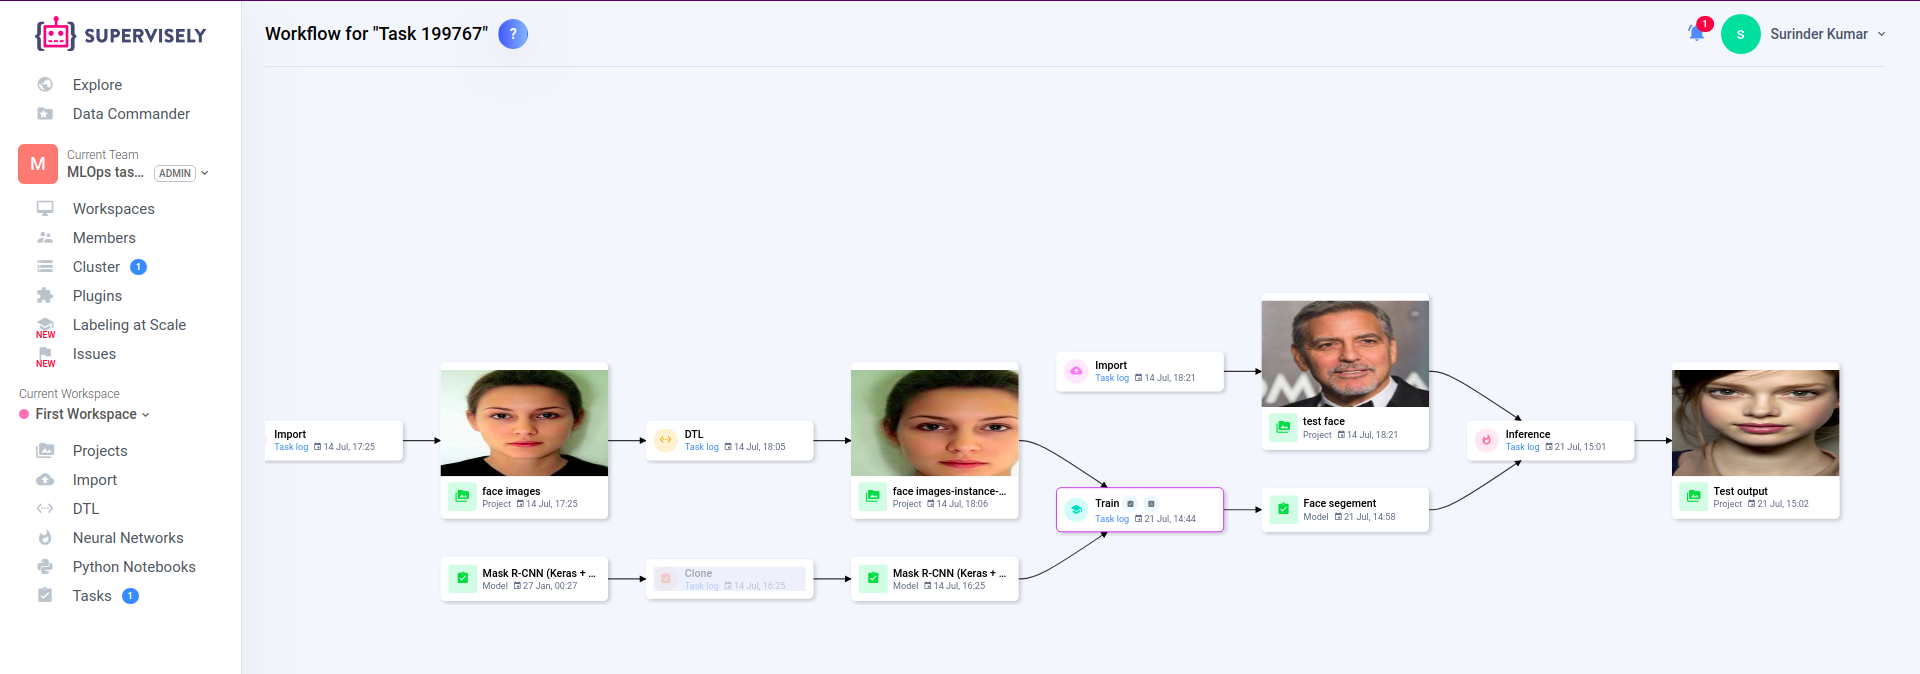 SUPERVISELY
Workflow for "Task 199767" ?
1
S
Surinder Kumar
Explore
Data Commander
M
Current Team
MLOps tas... ADMIN
Workspaces
Members
Cluster 1
Plugins
Labeling at Scale
NEW
Issues
NEW
Current Workspace
First Workspace
Projects
Import
DTL
Neural Networks
Python Notebooks
Tasks 1
Import
Task log 14 Jul, 17:25
face images
Project 14 Jul, 17:25
DTL
Task log 14 Jul, 18:05
face images-instance-...
Project 14 Jul, 18:06
Mask R-CNN (Keras + ...
Model 27 Jan, 00:27
Clone
Task log 14 Jul, 16:25
Mask R-CNN (Keras + ...
Model 14 Jul, 16:25
Import
Task log 14 Jul, 18:21
OM
A
test face
Project 14 Jul, 18:21
Train
Task log 21 Jul, 14:44
Face segement
Model 21 Jul, 14:58
Inference
Task log 21 Jul, 15:01
Test output
Project 21 Jul, 15:02